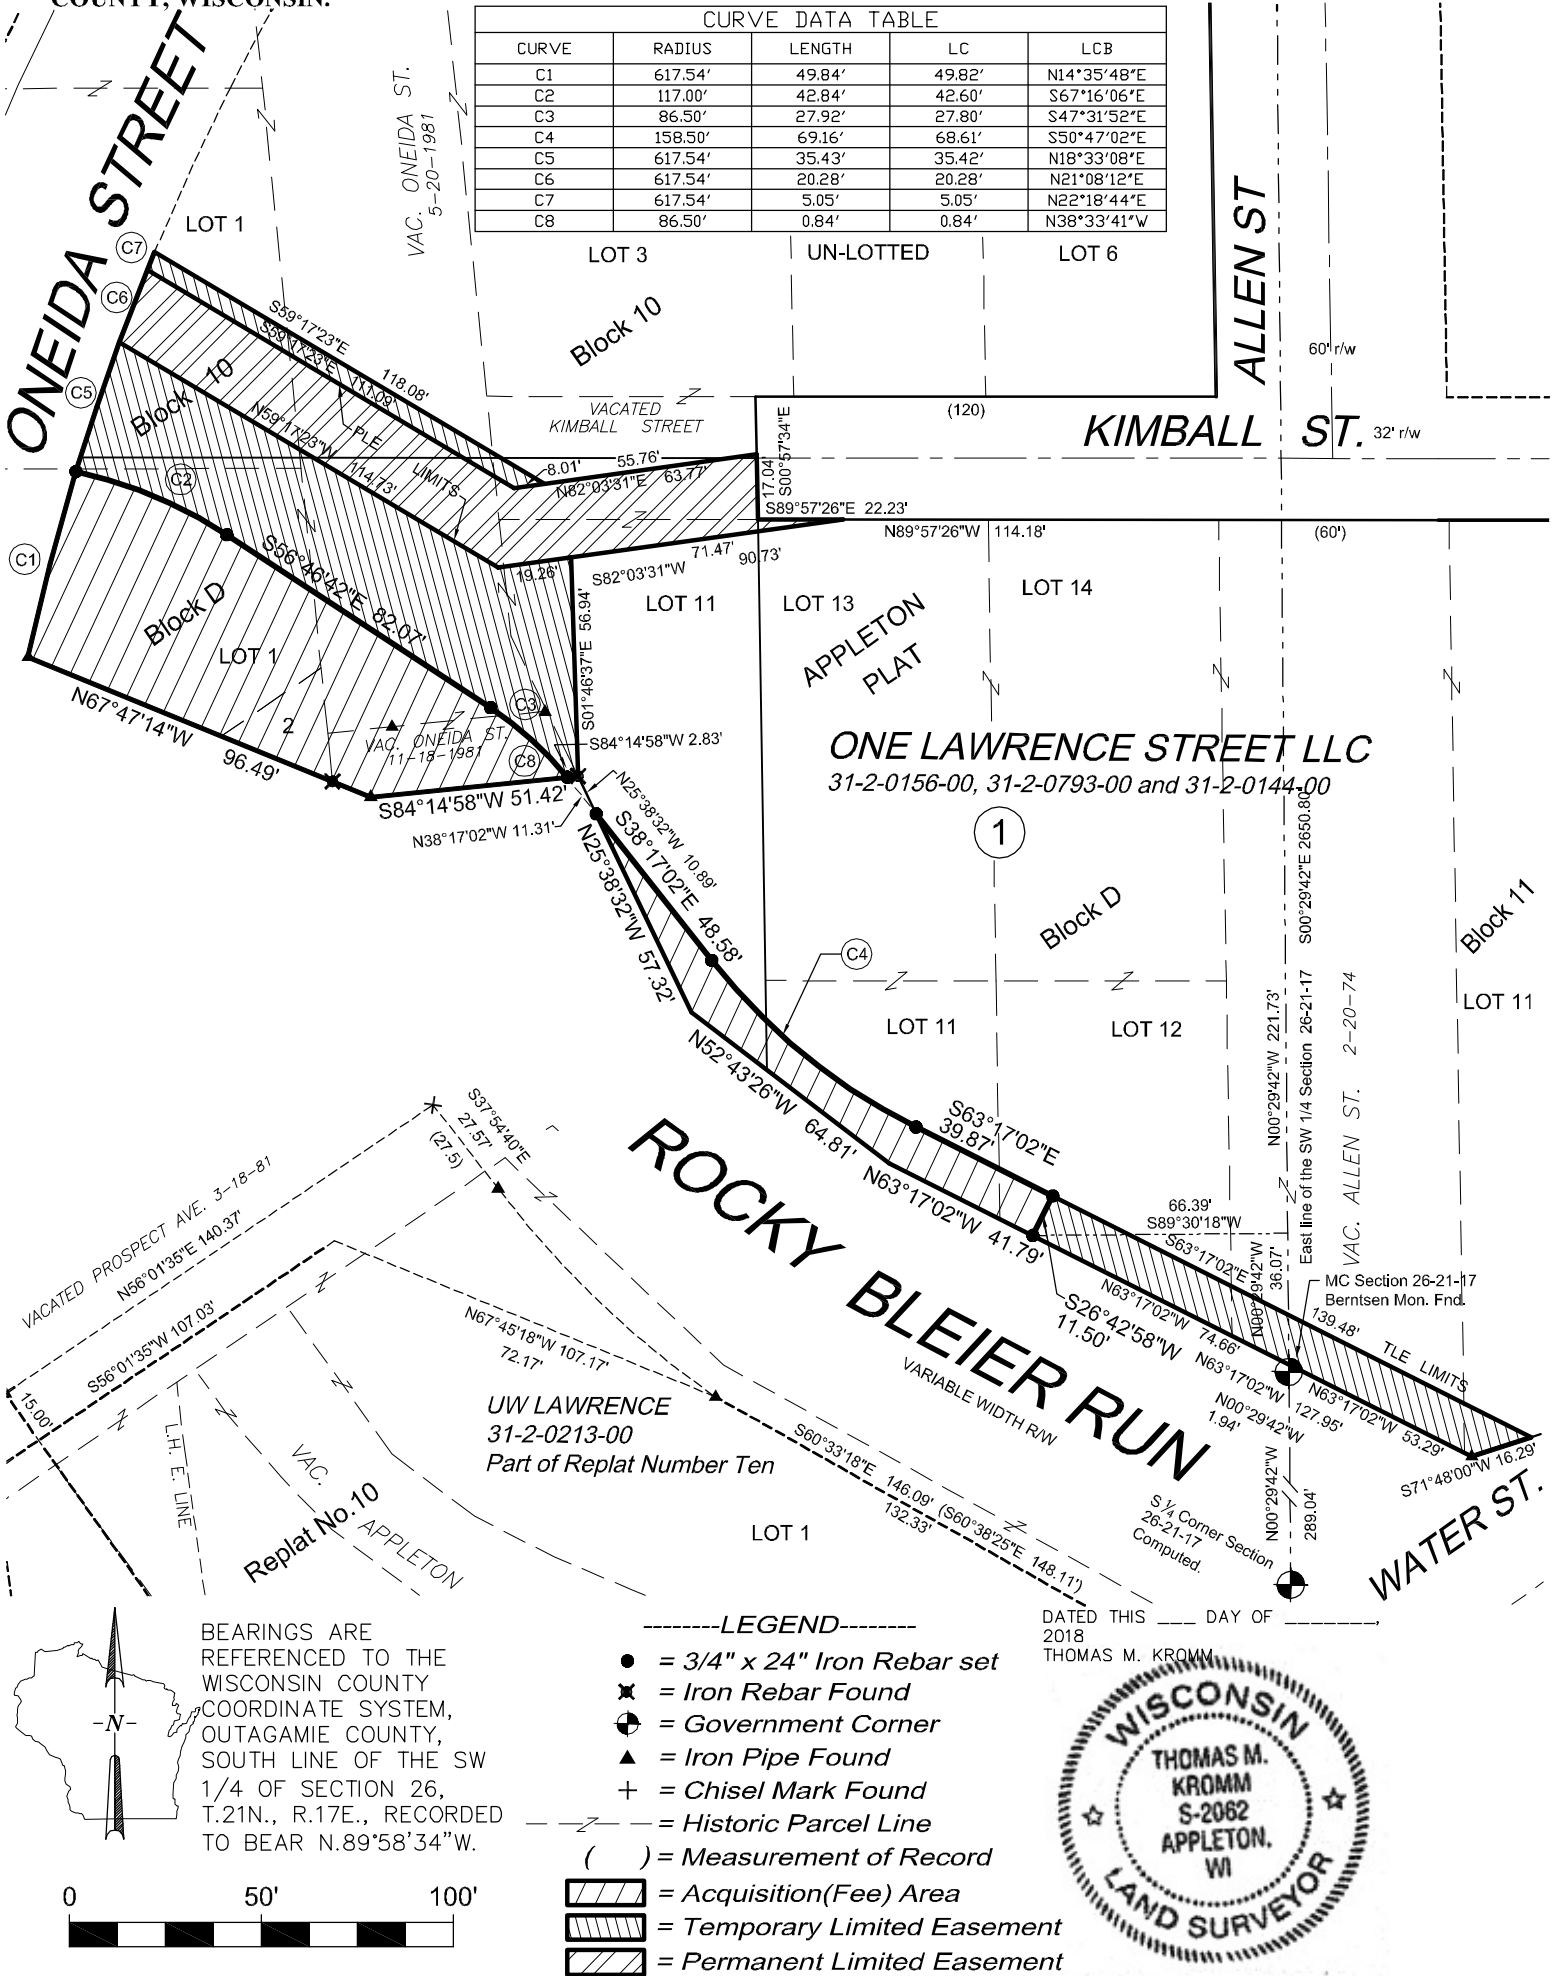 COUNTY, WISCONSIN.
CURVE DATA TABLE
CURVE RADIUS LENGTH LC LCB
C1 617.54' 49.84' 49.82' N14°35'48"E
C2 117.00' 42.84' 42.60' S67°16'06"E
C3 86.50' 27.92' 27.80' S47°31'52"E
C4 158.50' 69.16' 68.61' S50°47'02"E
C5 617.54' 35.43' 35.42' N18°33'08"E
C6 617.54' 20.28' 20.28' N21°08'12"E
C7 617.54' 5.05' 5.05' N22°18'44"E
C8 86.50' 0.84' 0.84' N38°33'41"W
ONEIDA STREET
VAC. ONEIDA ST.
5-20-1981
LOT 1
LOT 3
UN-LOTTED
LOT 6
ALLEN ST
60' r/w
Block 10
C7
C6
C5
S59°17'23"E
118.08'
S59°17'23"E
111.09'
Block 10
N59°17'23"W
114.73'
PLE LIMITS
VACATED
KIMBALL STREET
(120)
KIMBALL ST.
32' r/w
8.01'
55.76'
N82°03'31"E 63.77'
17.04'
S00°57'34"E
S89°57'26"E 22.23'
N89°57'26"W 114.18'
(60')
C2
C1
19.26'
S82°03'31"W
71.47'
90.73'
S56°46'42"E 82.07'
Block D
LOT 1
2
S01°46'37"E 56.94'
LOT 11
LOT 13
LOT 14
APPLETON
PLAT
N67°47'14"W
96.49'
VAC. ONEIDA ST.
11-18-1981
C3
C8
S84°14'58"W 2.83'
S84°14'58"W 51.42'
N38°17'02"W 11.31'
N25°38'32"W 10.89'
S38°17'02"E 48.58'
N25°38'32"W 57.32'
ONE LAWRENCE STREET LLC
31-2-0156-00, 31-2-0793-00 and 31-2-0144-00
1
S00°29'42"E 2650.80'
East line of the SW 1/4 Section 26-21-17
Block D
Block 11
C4
LOT 11
LOT 12
LOT 11
N00°29'42"W 221.73'
VAC. ALLEN ST. 2-20-74
N52°43'26"W 64.81'
S63°17'02"E
39.87'
N63°17'02"W 41.79'
66.39'
S89°30'18"W
S63°17'02"E
139.48'
N00°29'42"W
36.07'
MC Section 26-21-17
Berntsen Mon. Fnd.
TLE LIMITS
N63°17'02"W 74.66'
S26°42'58"W
11.50'
N63°17'02"W 127.95'
N00°29'42"W
1.94'
N63°17'02"W 53.29'
S71°48'00"W 16.29'
ROCKY BLEIER RUN
VARIABLE WIDTH R/W
WATER ST.
N00°29'42"W
289.04'
S 1/4 Corner Section
26-21-17
Computed.
S37°54'40"E
27.57'
(27.5)
VACATED PROSPECT AVE. 3-18-81
N56°01'35"E 140.37'
S56°01'35"W 107.03'
15.00'
N67°45'18"W 107.17'
72.17'
UW LAWRENCE
31-2-0213-00
Part of Replat Number Ten
S60°33'18"E 146.09' (S60°38'25"E 148.11')
132.33'
LOT 1
L.H. E. LINE
VAC. APPLETON
Replat No.10
-N-
BEARINGS ARE
REFERENCED TO THE
WISCONSIN COUNTY
COORDINATE SYSTEM,
OUTAGAMIE COUNTY,
SOUTH LINE OF THE SW
1/4 OF SECTION 26,
T.21N., R.17E., RECORDED
TO BEAR N.89°58'34"W.
0 50' 100'
--------LEGEND--------
= 3/4" x 24" Iron Rebar set
= Iron Rebar Found
= Government Corner
= Iron Pipe Found
= Chisel Mark Found
= Historic Parcel Line
( ) = Measurement of Record
= Acquisition(Fee) Area
= Temporary Limited Easement
= Permanent Limited Easement
DATED THIS ___ DAY OF _______,
2018
THOMAS M. KROMM
WISCONSIN
THOMAS M.
KROMM
S-2062
APPLETON,
WI
LAND SURVEYOR